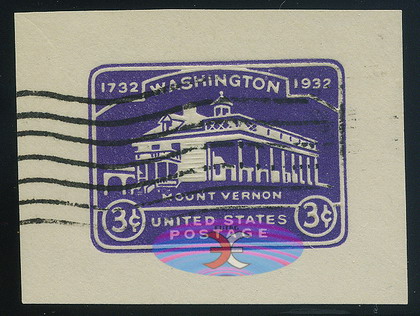 1732 WASHINGTON 1932
MOUNT VERNON
3¢ UNITED STATES 3¢
POSTAGE